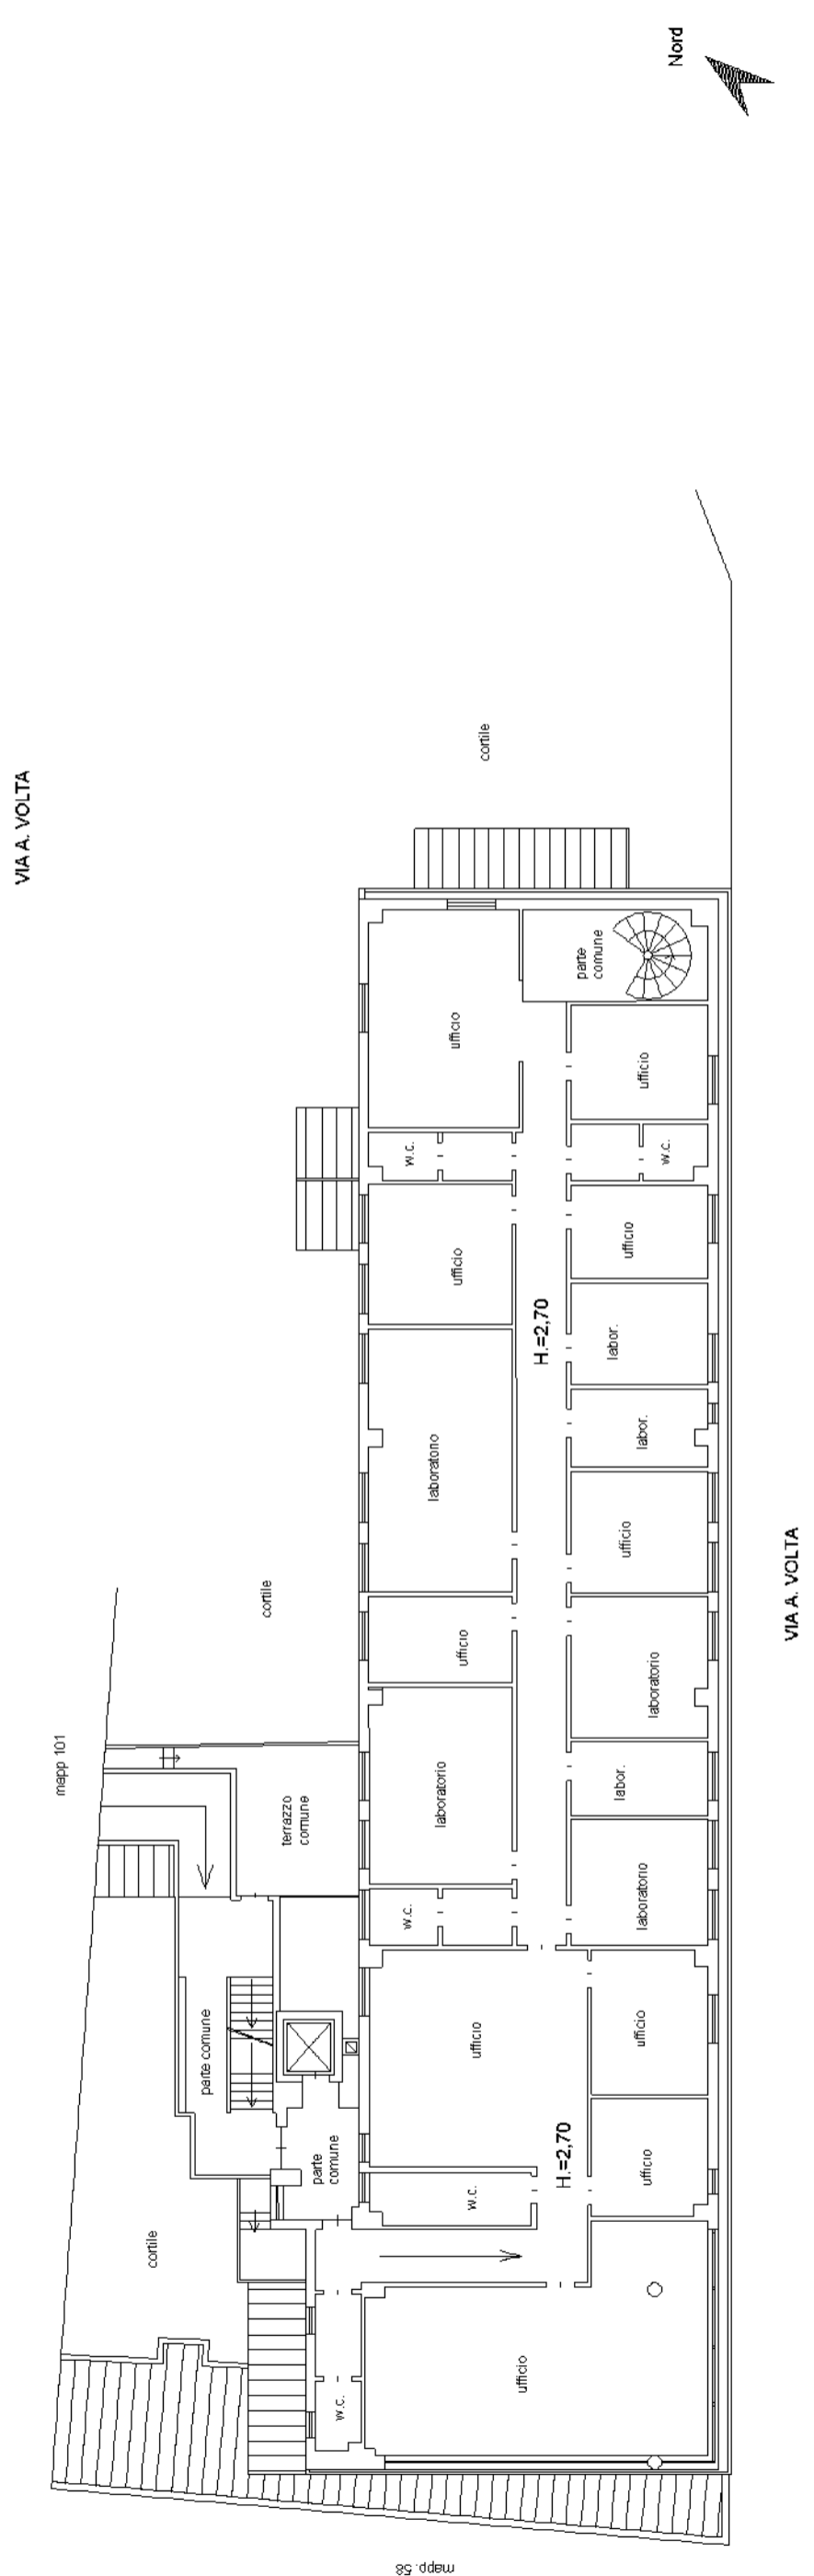 Nord
cortile
VIA A. VOLTA
parte
comune
ufficio
ufficio
w.c.
w.c.
ufficio
ufficio
H.=2,70
labor.
labor.
laboratorio
ufficio
VIA A. VOLTA
cortile
ufficio
laboratorio
mapp 101
terrazzo
comune
laboratorio
labor.
w.c.
laboratorio
parte comune
ufficio
ufficio
parte
comune
H.=2,70
ufficio
w.c.
cortile
ufficio
w.c.
mapp. 58